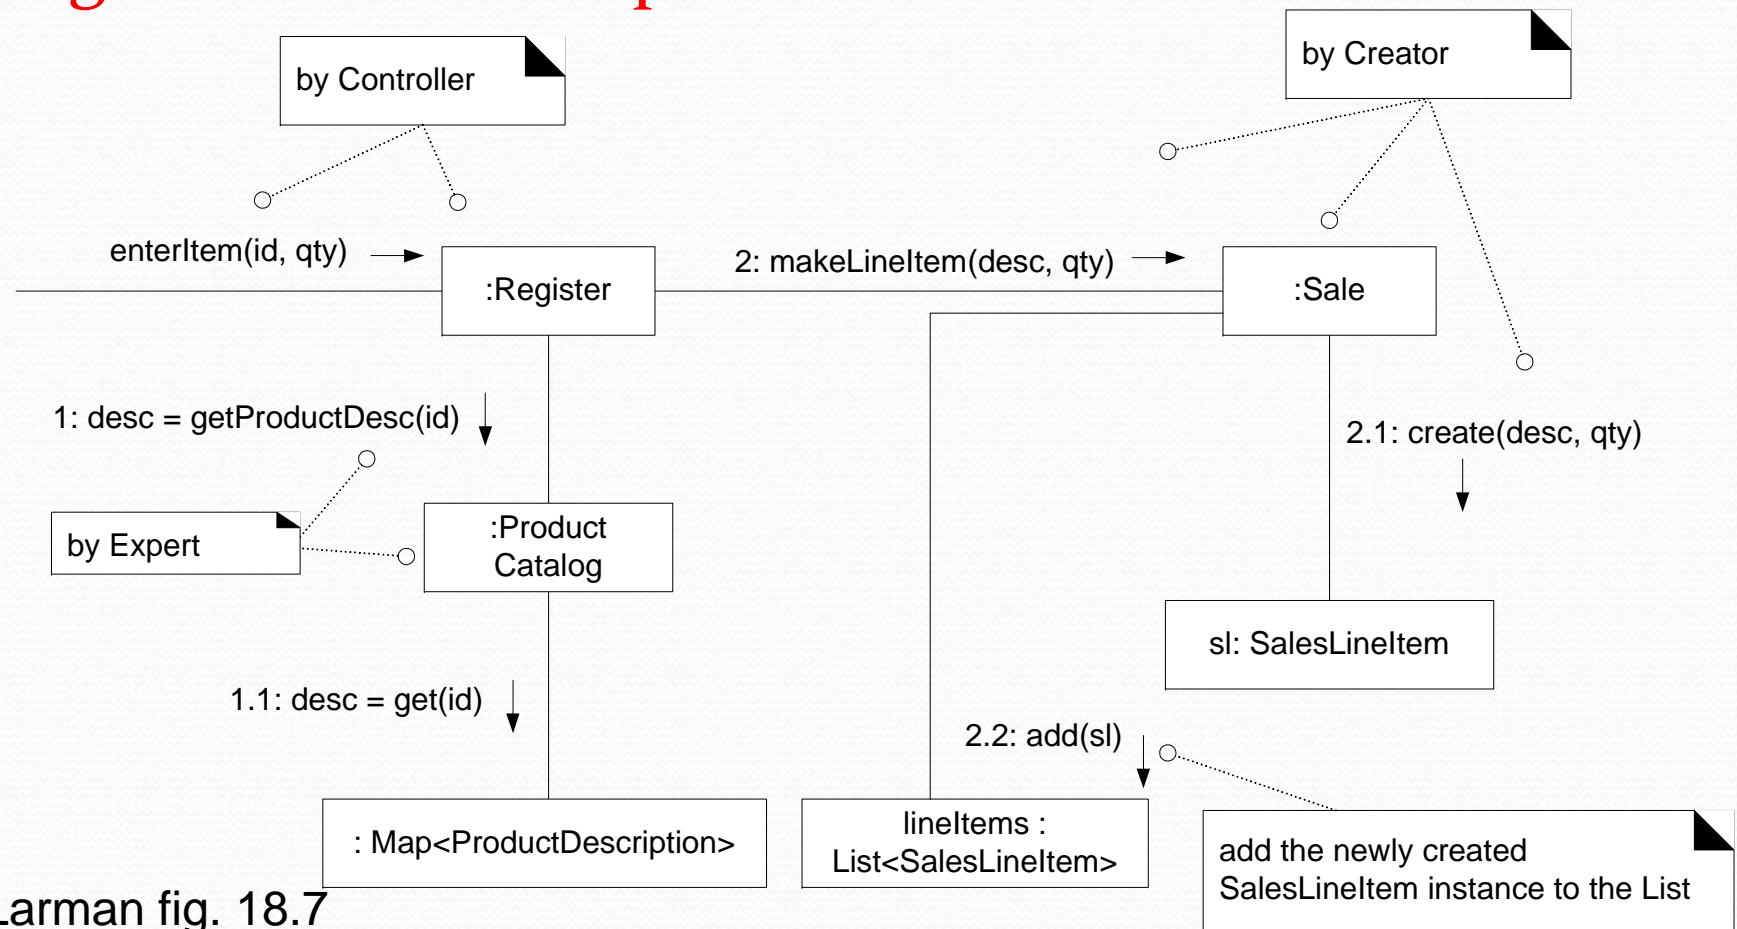 by Controller
by Creator
enterItem(id, qty)
2: makeLineItem(desc, qty)
:Register
:Sale
1: desc = getProductDesc(id)
2.1: create(desc, qty)
by Expert
:Product
Catalog
sl: SalesLineItem
1.1: desc = get(id)
2.2: add(sl)
: Map<ProductDescription>
lineItems :
List<SalesLineItem>
add the newly created
SalesLineItem instance to the List
Larman fig. 18.7